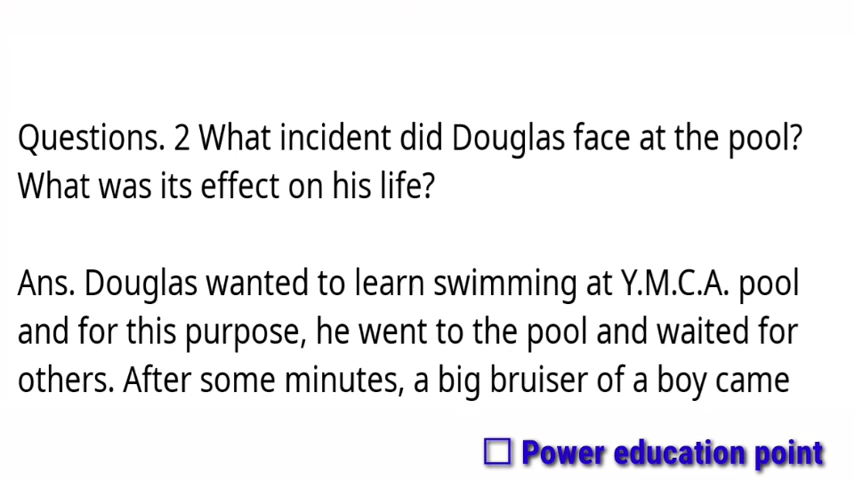 Questions. 2 What incident did Douglas face at the pool?
What was its effect on his life?
Ans. Douglas wanted to learn swimming at Y.M.C.A. pool
and for this purpose, he went to the pool and waited for
others. After some minutes, a big bruiser of a boy came
☐ Power education point